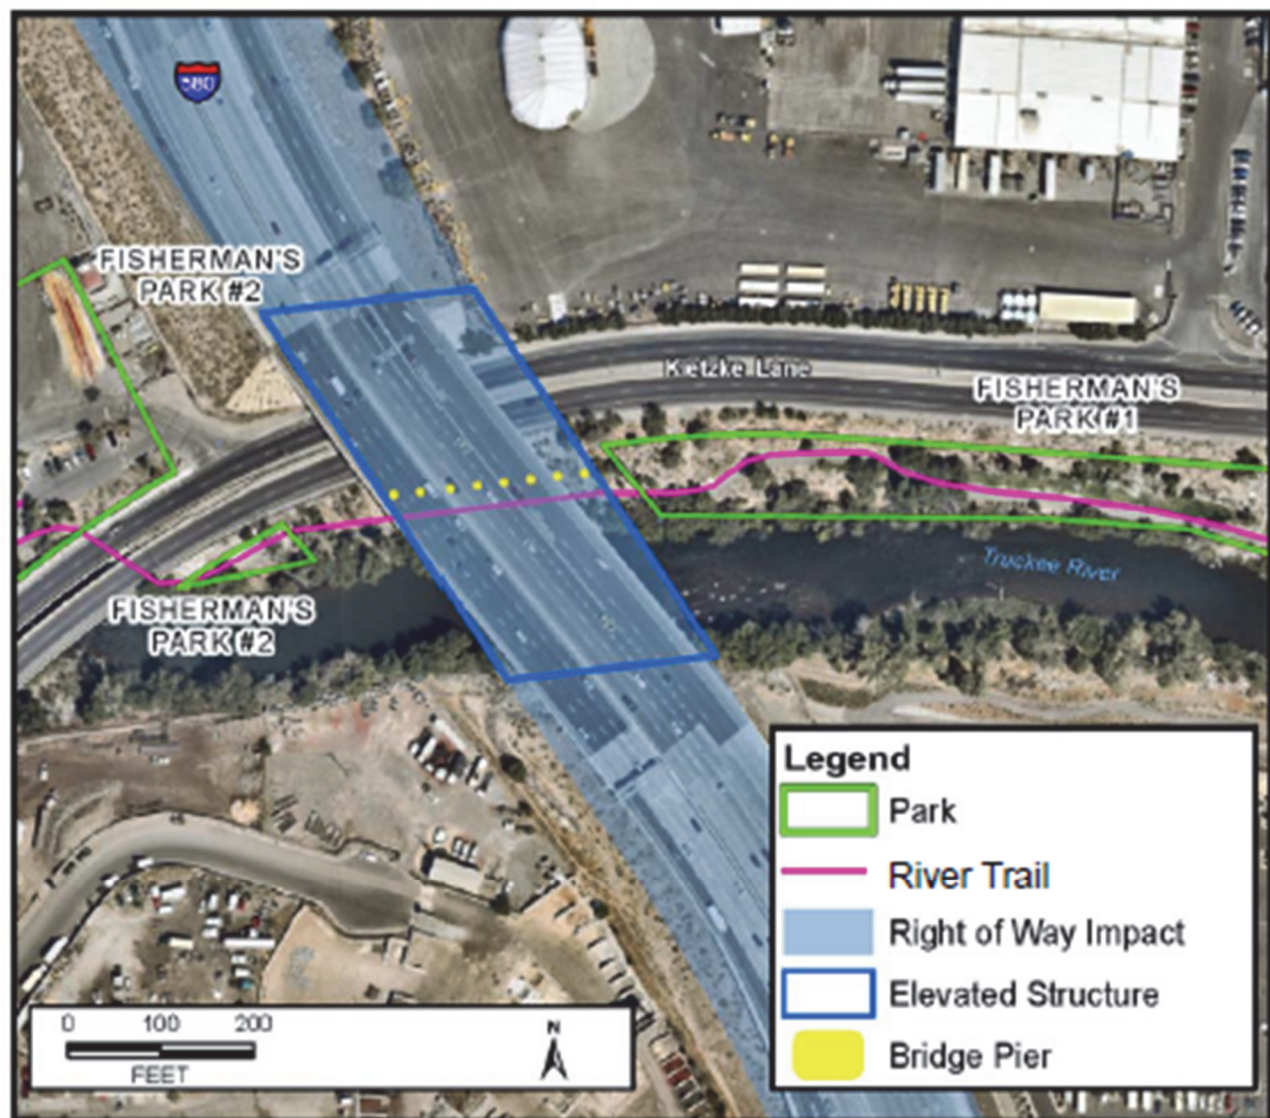 580
FISHERMAN'S
PARK #2
Kietzke Lane
FISHERMAN'S
PARK #1
Truckee River
FISHERMAN'S
PARK #2
Legend
Park
River Trail
Right of Way Impact
Elevated Structure
Bridge Pier
0 100 200
FEET
N